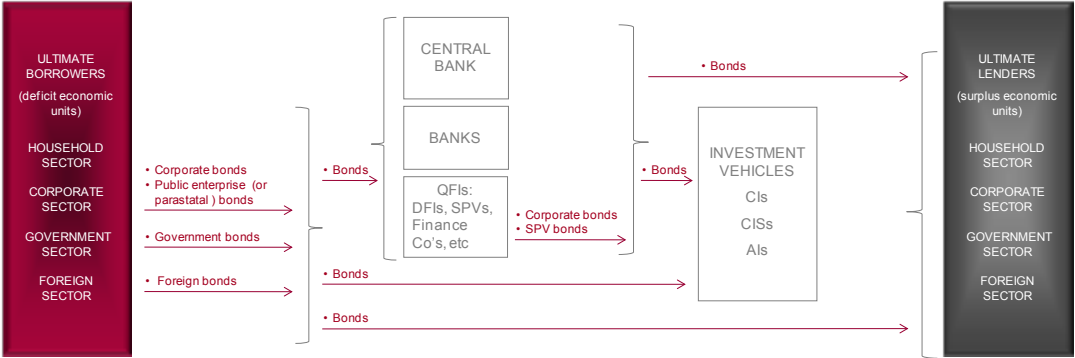 ULTIMATE
BORROWERS
(deficit economic
units)
HOUSEHOLD
SECTOR
CORPORATE
SECTOR
GOVERNMENT
SECTOR
FOREIGN
SECTOR
• Corporate bonds
• Public enterprise (or
parastatal) bonds
• Government bonds
• Foreign bonds
• Bonds
• Bonds
• Bonds
CENTRAL
BANK
BANKS
QFIs:
DFIs, SPVs,
Finance
Co's, etc
• Corporate bonds
• SPV bonds
• Bonds
• Bonds
INVESTMENT
VEHICLES
CIs
CISs
AIs
ULTIMATE
LENDERS
(surplus economic
units)
HOUSEHOLD
SECTOR
CORPORATE
SECTOR
GOVERNMENT
SECTOR
FOREIGN
SECTOR